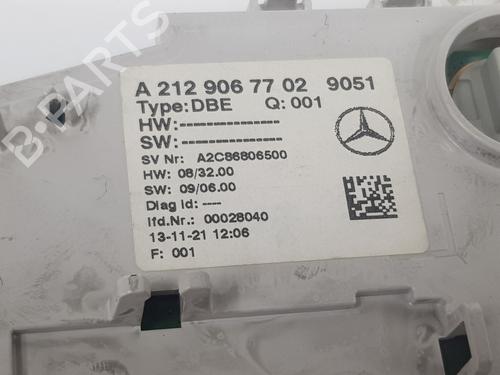 A 212 906 77 02 9051
Type:DBE Q: 001
HW:---------------
SW:---------------
SV Nr: A2C86806500
HW: 08/32.00
SW: 09/06.00
Diag Id: ----
lfd.Nr.: 00028040
13-11-21 12:06
F: 001
B-PARTS